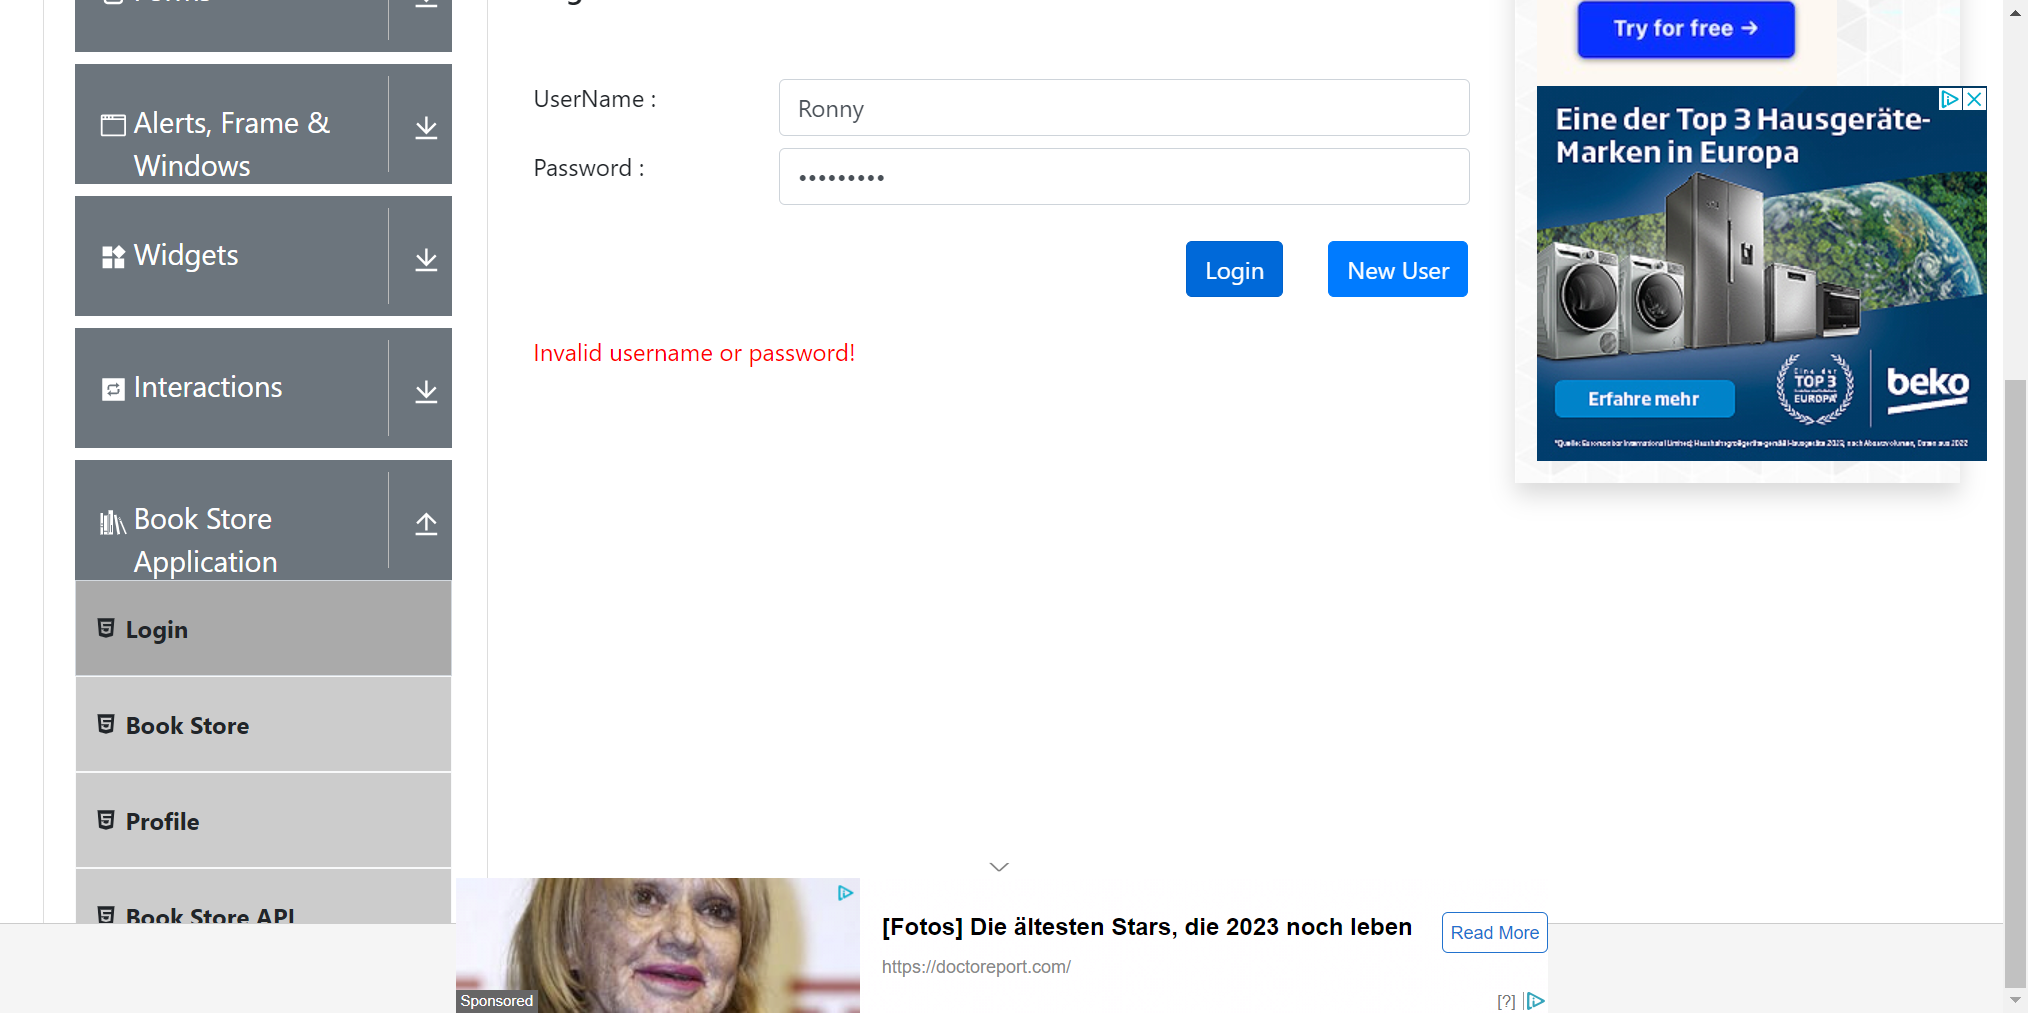 Alerts, Frame &
Windows
Widgets
Interactions
Book Store
Application
Login
Book Store
Profile
Book Store API
UserName :
Ronny
Password :
•••••••••
Login
New User
Invalid username or password!
Try for free →
Eine der Top 3 Hausgeräte-
Marken in Europa
Eine der
TOP 3
EUROPA*
beko
Erfahre mehr
[Fotos] Die ältesten Stars, die 2023 noch leben
https://doctoreport.com/
Read More
Sponsored
[?]